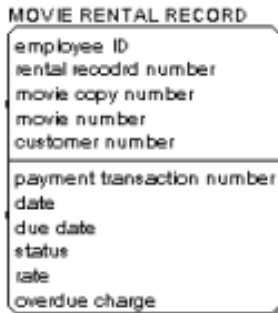 MOVIE RENTAL RECORD
employee ID
rental recodrd number
movie copy number
movie number
customer number
payment transaction number
date
due date
status
rate
overdue charge